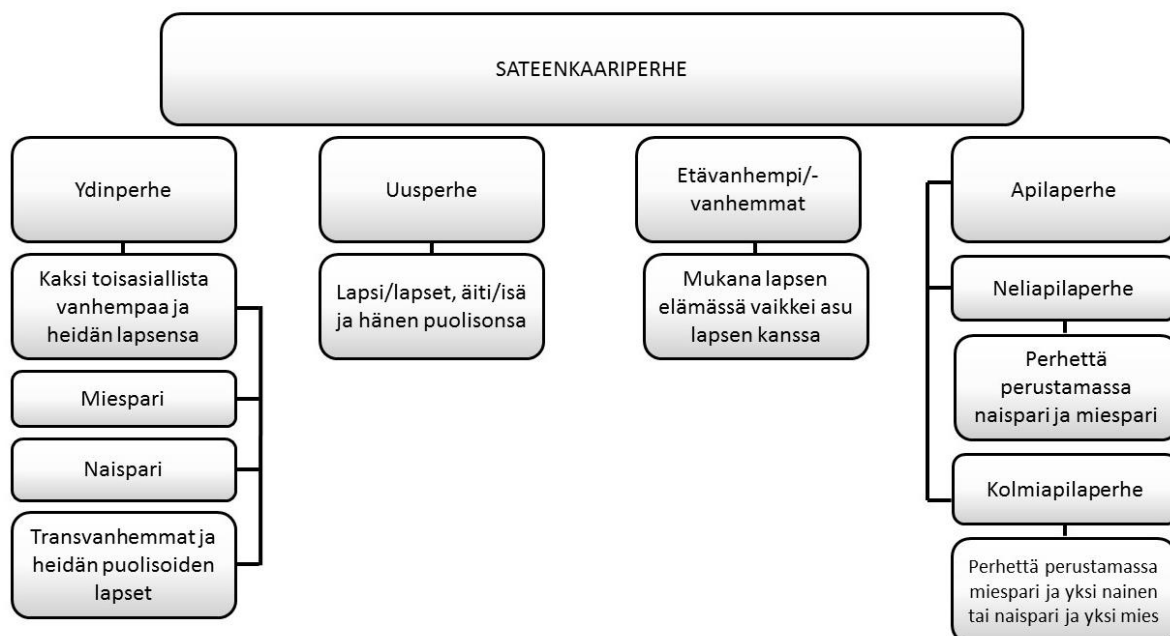 SATEENKAARIPERHE
Ydinperhe
Kaksi toisasiallista
vanhempaa ja
heidän lapsensa
Miespari
Naispari
Transvanhemmat ja
heidän puolisoiden
lapset
Uusperhe
Lapsi/lapset, äiti/isä
ja hänen puolisonsa
Etävanhempi/-
vanhemmat
Mukana lapsen
elämässä vaikkei asu
lapsen kanssa
Apilaperhe
Neliapilaperhe
Perhettä
perustamassa
naispari ja miespari
Kolmiapilaperhe
Perhettä perustamassa
miespari ja yksi nainen
tai naispari ja yksi mies